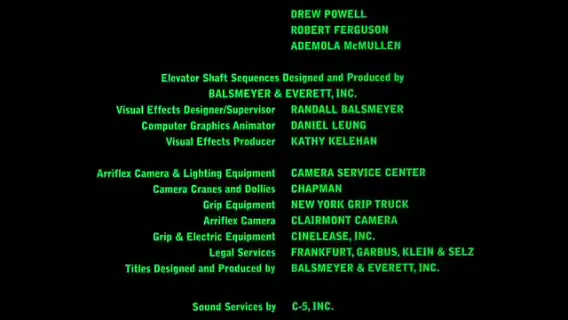 DREW POWELL
ROBERT FERGUSON
ADEMOLA McMULLEN
Elevator Shaft Sequences Designed and Produced by
BALSMEYER & EVERETT, INC.
Visual Effects Designer/Supervisor RANDALL BALSMEYER
Computer Graphics Animator DANIEL LEUNG
Visual Effects Producer KATHY KELEHAN
Arriflex Camera & Lighting Equipment CAMERA SERVICE CENTER
Camera Cranes and Dollies CHAPMAN
Grip Equipment NEW YORK GRIP TRUCK
Arriflex Camera CLAIRMONT CAMERA
Grip & Electric Equipment CINELEASE, INC.
Legal Services FRANKFURT, GARBUS, KLEIN & SELZ
Titles Designed and Produced by BALSMEYER & EVERETT, INC.
Sound Services by C-5, INC.